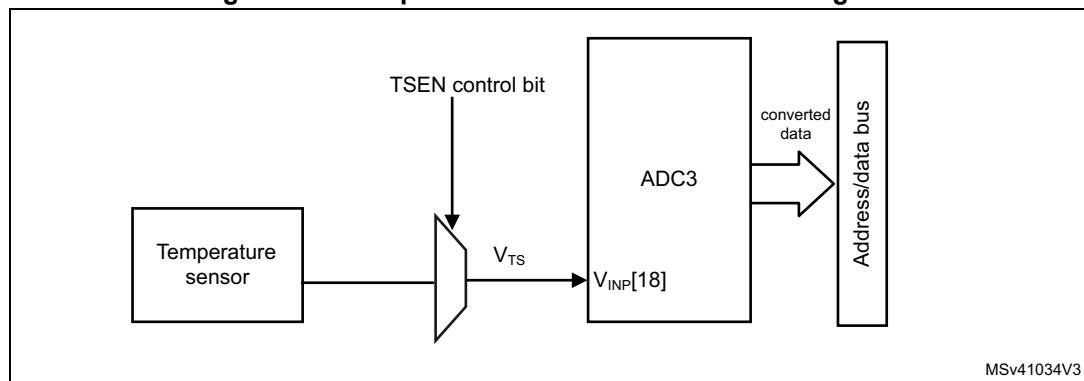 TSEN control bit
converted
data
ADC3
Address/data bus
Temperature
sensor
VTS
VINP[18]
MSv41034V3